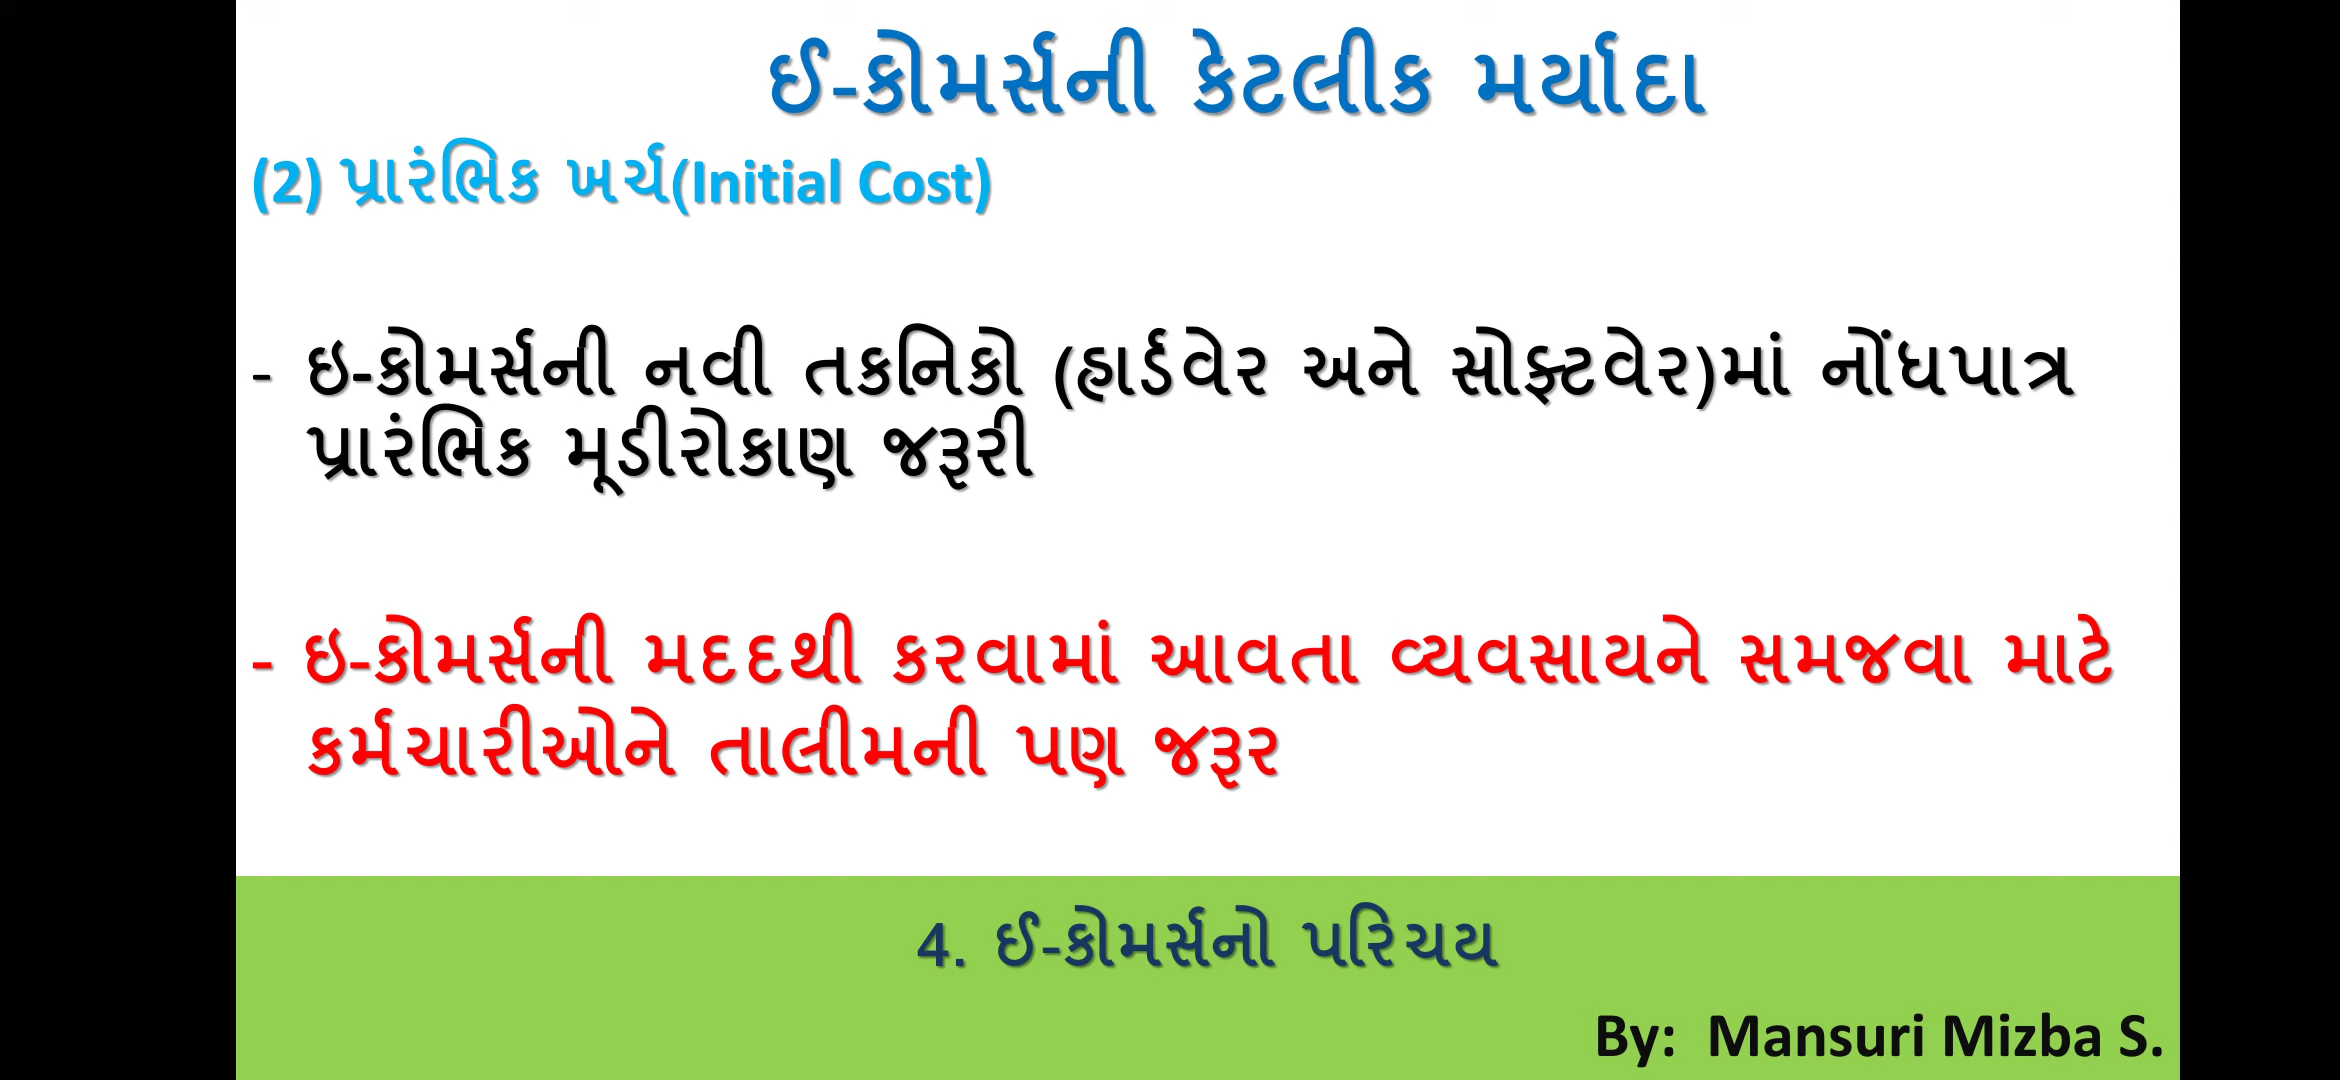 ઈ-કોમર્સની કેટલીક મર્યાદા
(2) પ્રારંભિક ખર્ચ(Initial Cost)
- ઇ-કોમર્સની નવી તકનિકો (હાર્ડવેર અને સોફ્ટવેર)માં નોંધપાત્ર
પ્રારંભિક મૂડીરોકાણ જરૂરી
- ઇ-કોમર્સની મદદથી કરવામાં આવતા વ્યવસાયને સમજવા માટે
કર્મચારીઓને તાલીમની પણ જરૂર
4. ઈ-કોમર્સનો પરિચય
By: Mansuri Mizba S.